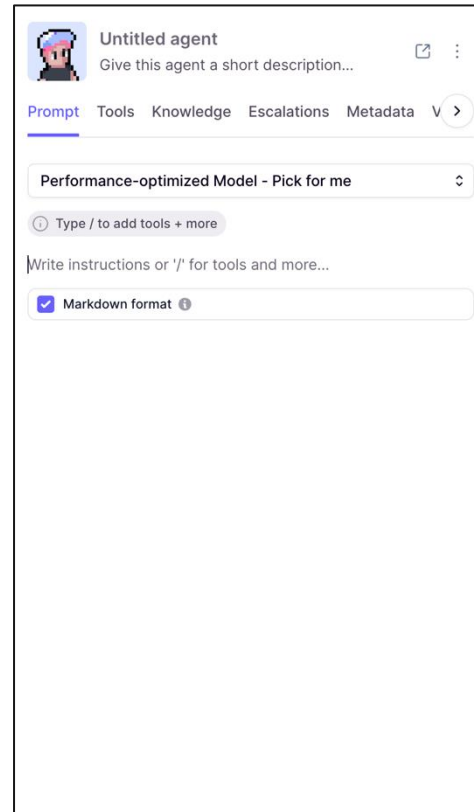 Untitled agent
Give this agent a short description...
Prompt Tools Knowledge Escalations Metadata
Performance-optimized Model - Pick for me
Type / to add tools + more
Write instructions or '/' for tools and more...
Markdown format